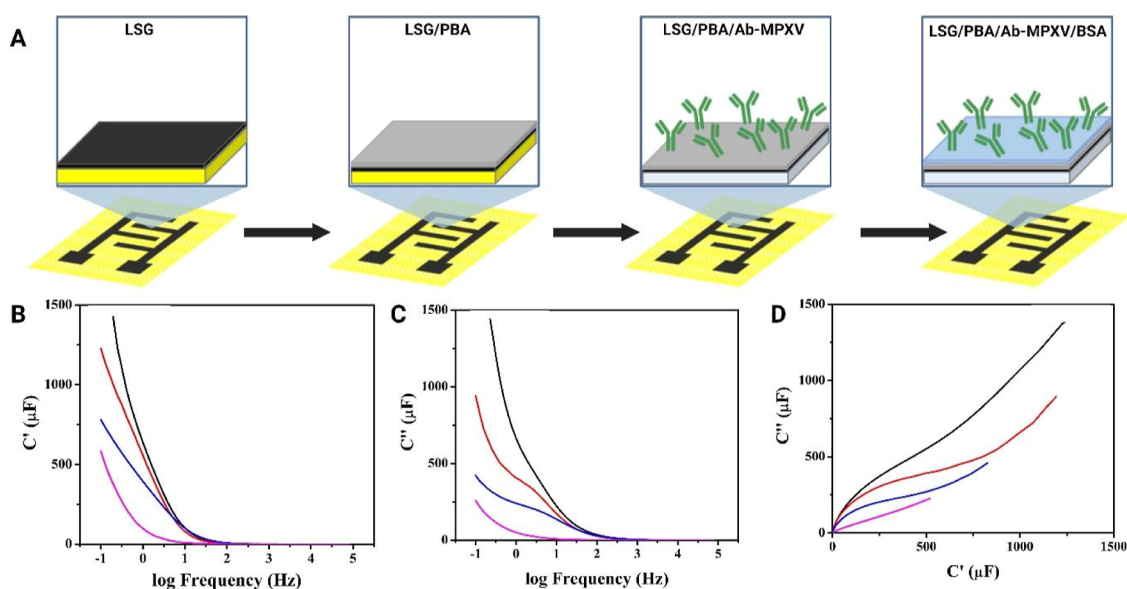 A
LSG
LSG/PBA
LSG/PBA/Ab-MPXV
LSG/PBA/Ab-MPXV/BSA
B
1500
1000
500
0
C' (µF)
-1 0 1 2 3 4 5
log Frequency (Hz)
C
1500
1000
500
0
C'' (µF)
-1 0 1 2 3 4 5
log Frequency (Hz)
D
1500
1000
500
0
C'' (µF)
0 500 1000 1500
C' (µF)